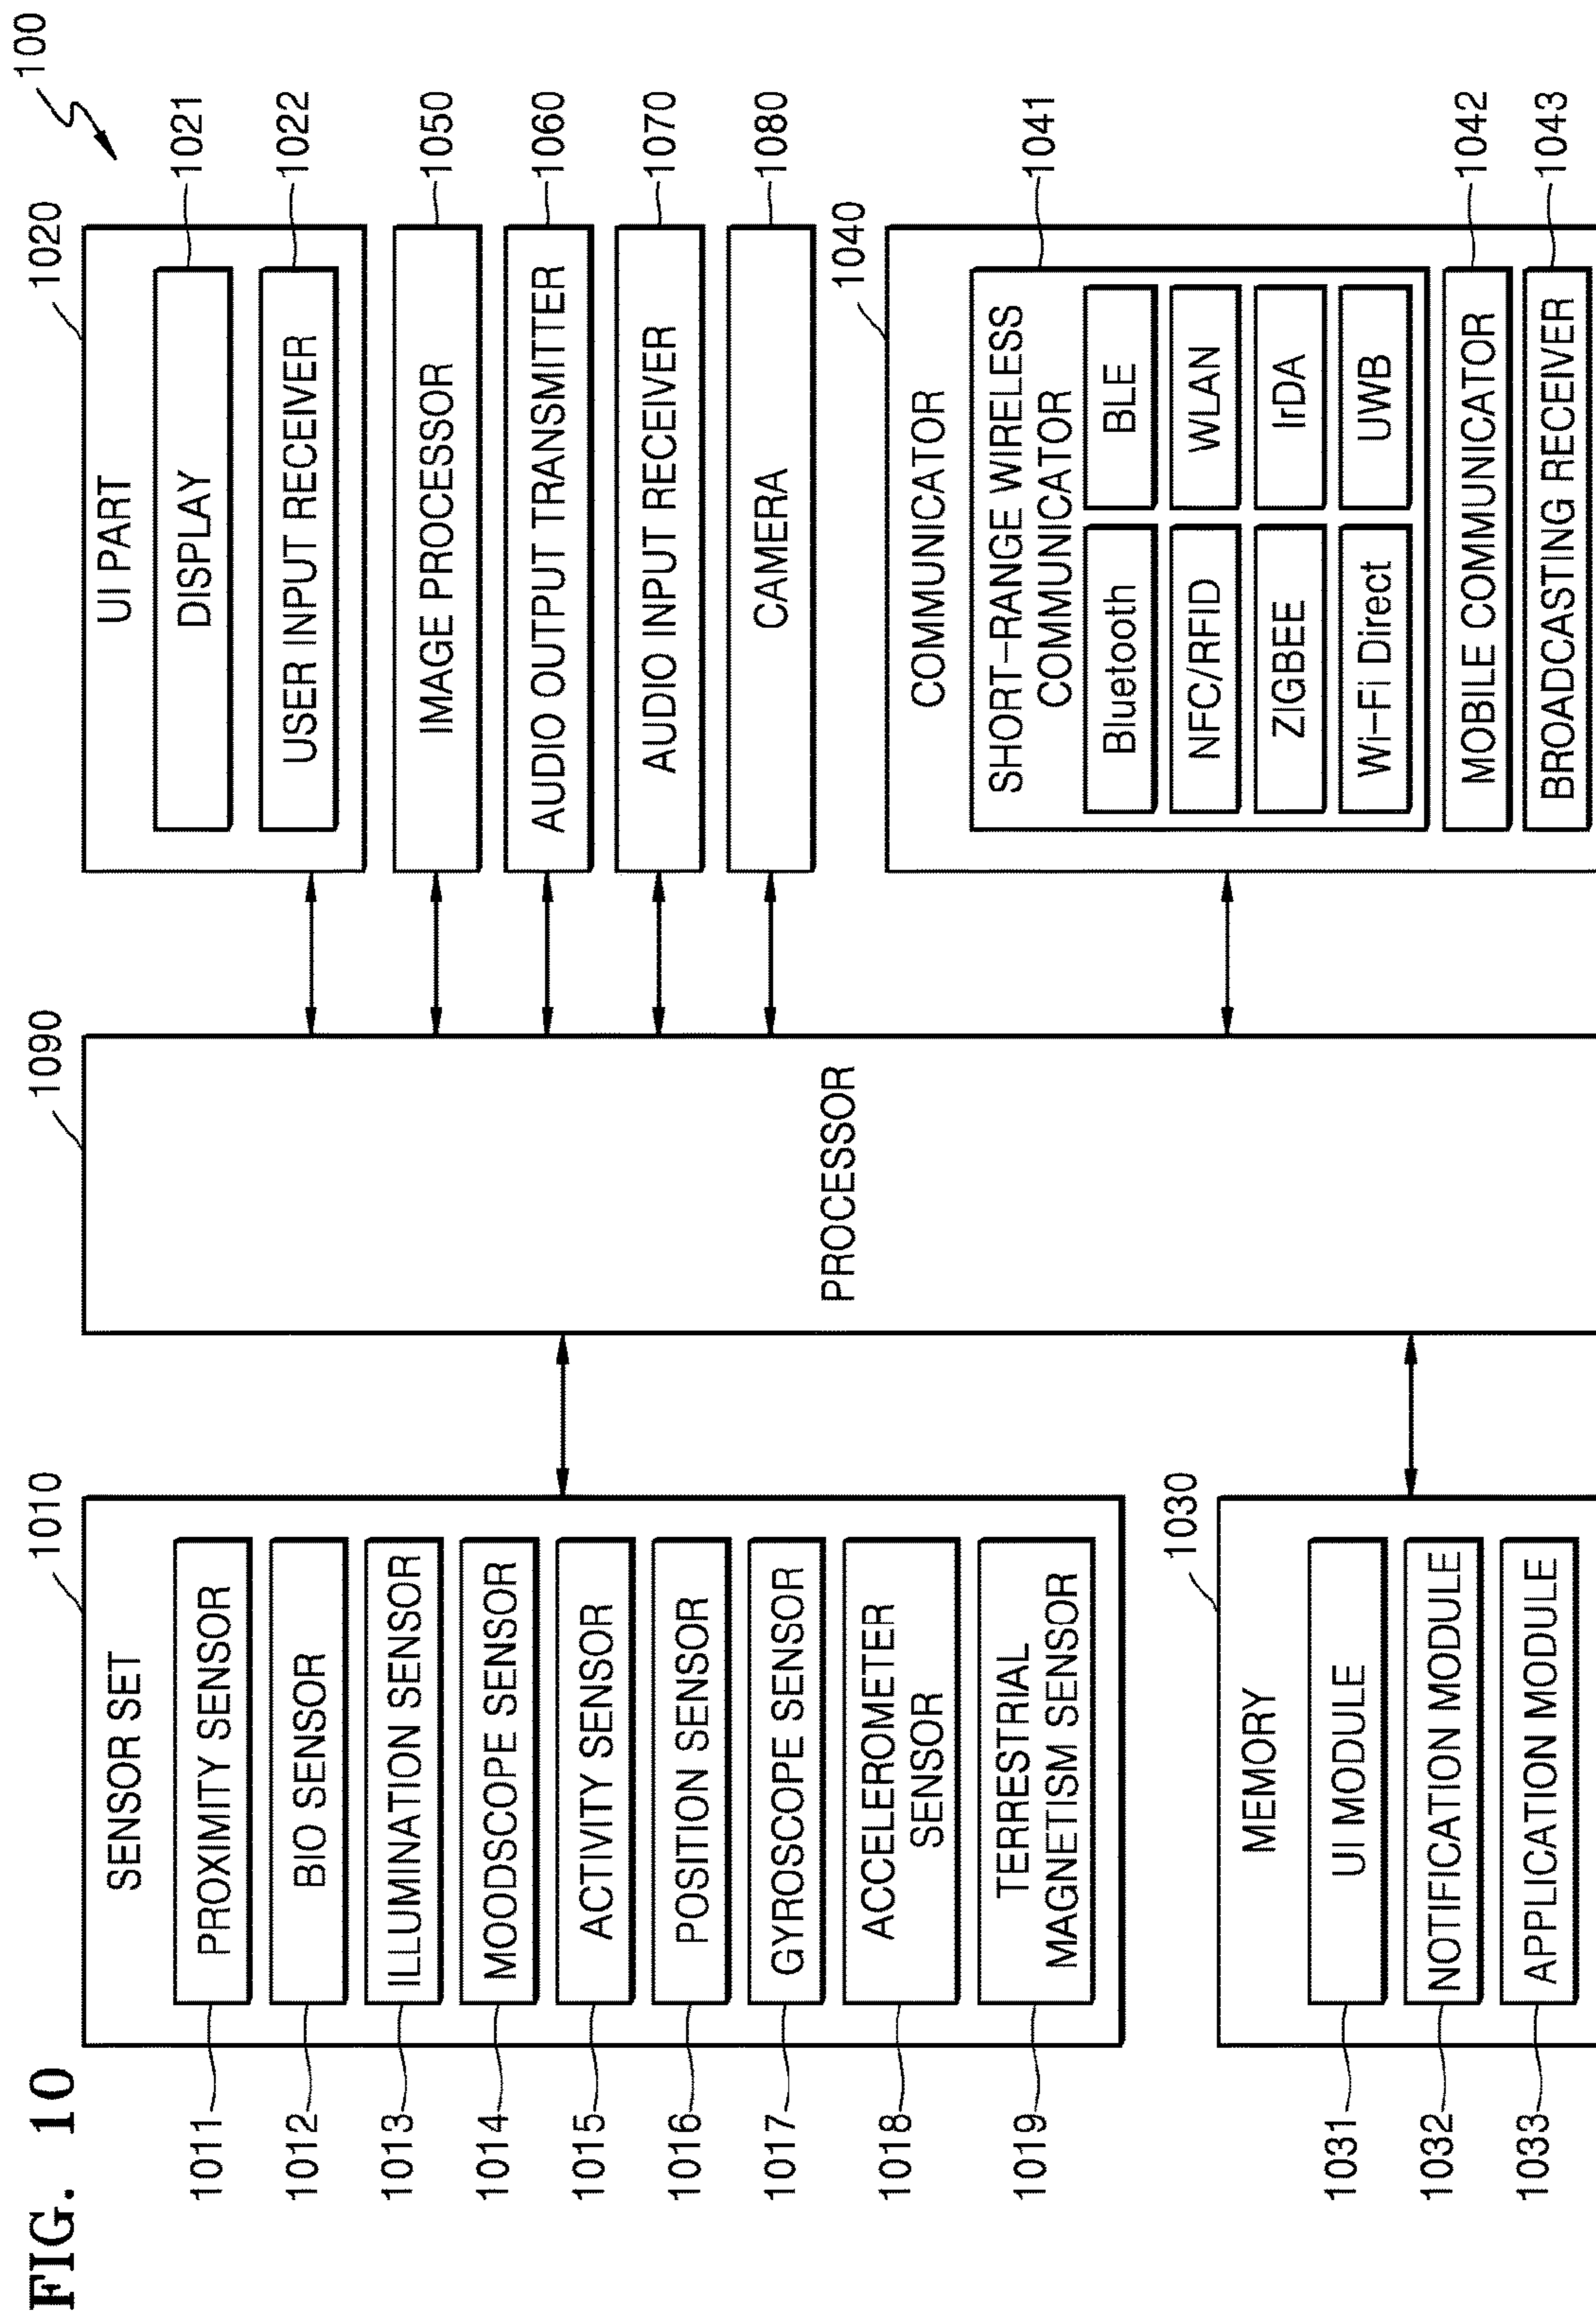 FIG. 10
100
1010
SENSOR SET
1011
PROXIMITY SENSOR
1012
BIO SENSOR
1013
ILLUMINATION SENSOR
1014
MOODSCOPE SENSOR
1015
ACTIVITY SENSOR
1016
POSITION SENSOR
1017
GYROSCOPE SENSOR
1018
ACCELEROMETER
SENSOR
1019
TERRESTRIAL
MAGNETISM SENSOR
1030
MEMORY
1031
UI MODULE
1032
NOTIFICATION MODULE
1033
APPLICATION MODULE
1090
PROCESSOR
1020
UI PART
DISPLAY
1021
USER INPUT RECEIVER
1022
IMAGE PROCESSOR
1050
AUDIO OUTPUT TRANSMITTER
1060
AUDIO INPUT RECEIVER
1070
CAMERA
1080
1040
COMMUNICATOR
SHORT-RANGE WIRELESS
COMMUNICATOR
1041
Bluetooth
BLE
NFC/RFID
WLAN
ZIGBEE
IrDA
Wi-Fi Direct
UWB
MOBILE COMMUNICATOR
1042
BROADCASTING RECEIVER
1043